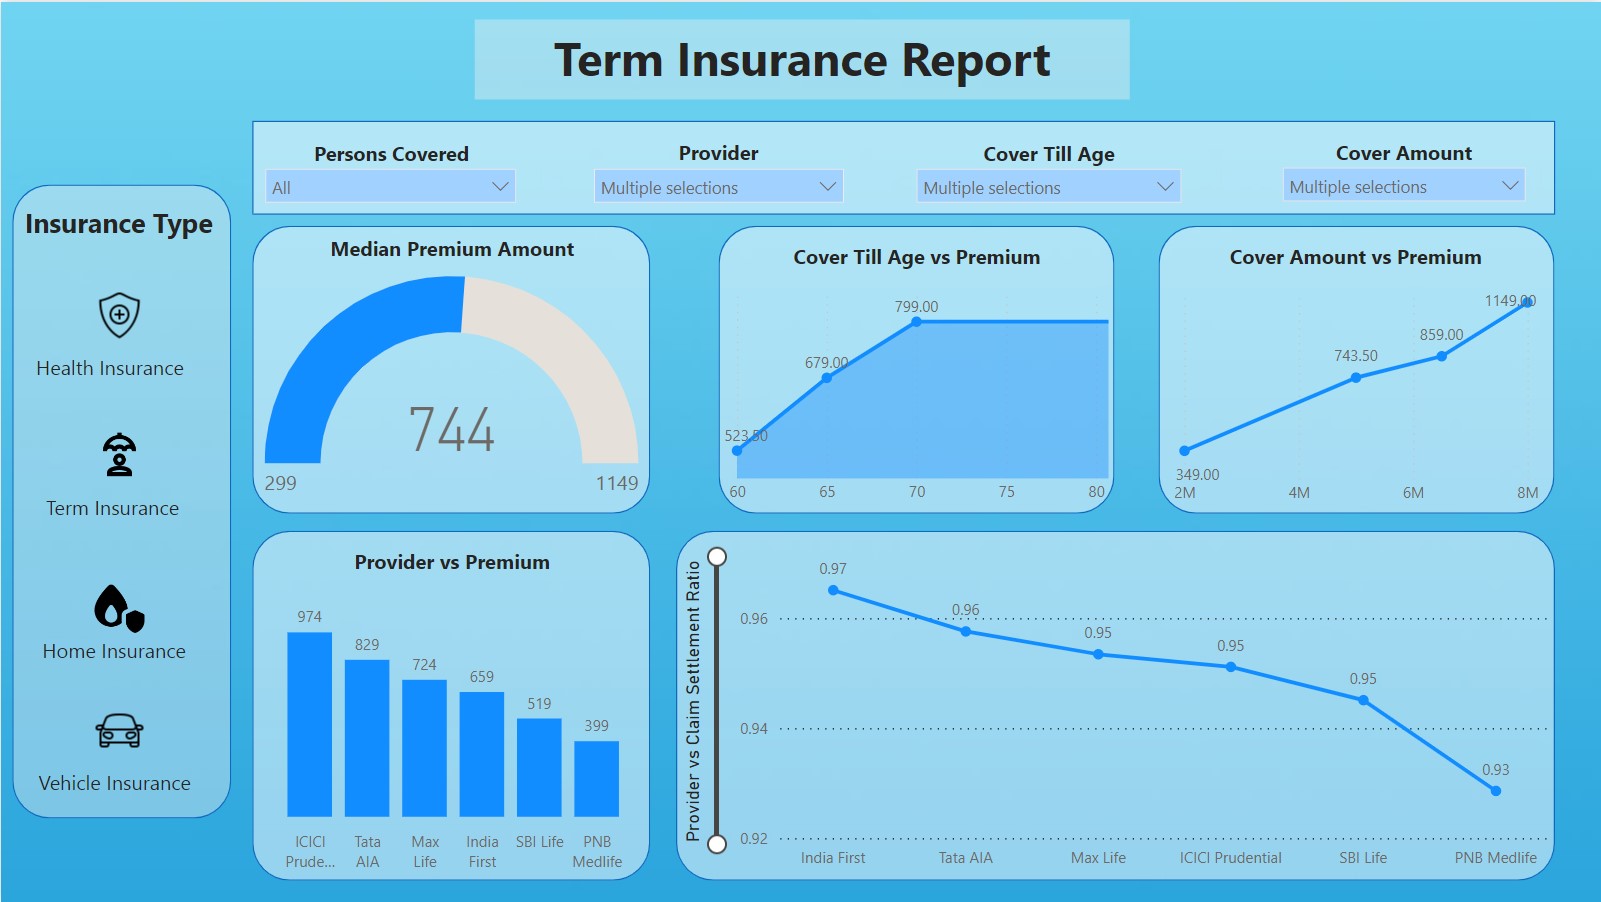 Term Insurance Report
Persons Covered
All
Provider
Multiple selections
Cover Till Age
Multiple selections
Cover Amount
Multiple selections
Insurance Type
Health Insurance
Term Insurance
Home Insurance
Vehicle Insurance
Median Premium Amount
744
299
1149
Cover Till Age vs Premium
523.50
679.00
799.00
60
65
70
75
80
Cover Amount vs Premium
349.00
743.50
859.00
1149.00
2M
4M
6M
8M
Provider vs Premium
974
829
724
659
519
399
ICICI
Prude...
Tata
AIA
Max
Life
India
First
SBI Life
PNB
Medlife
Provider vs Claim Settlement Ratio
0.96
0.94
0.92
0.97
0.96
0.95
0.95
0.95
0.93
India First
Tata AIA
Max Life
ICICI Prudential
SBI Life
PNB Medlife